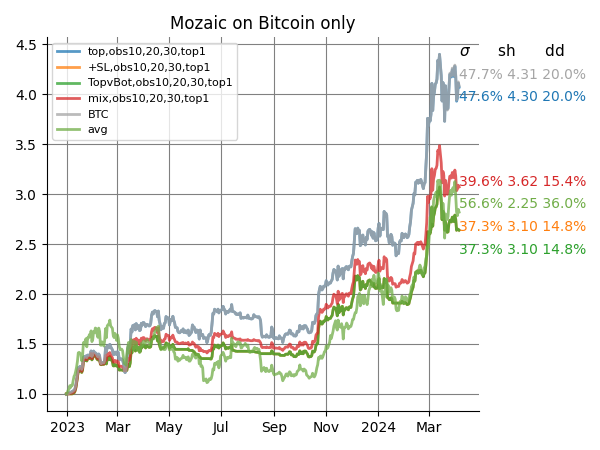 Mozaic on Bitcoin only
σ sh dd
top,obs10,20,30,top1
+SL,obs10,20,30,top1
TopvBot,obs10,20,30,top1
mix,obs10,20,30,top1
BTC
avg
47.7% 4.31 20.0%
47.6% 4.30 20.0%
39.6% 3.62 15.4%
56.6% 2.25 36.0%
37.3% 3.10 14.8%
37.3% 3.10 14.8%
4.5
4.0
3.5
3.0
2.5
2.0
1.5
1.0
2023 Mar May Jul Sep Nov 2024 Mar